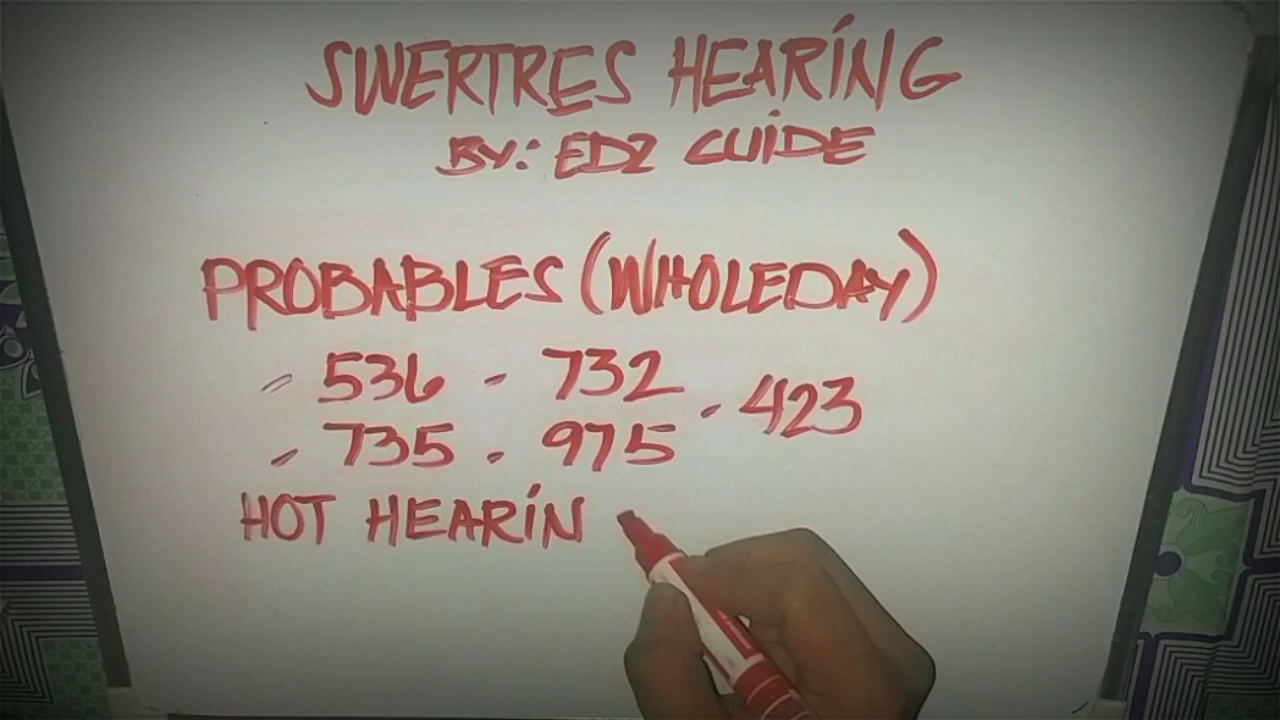 SWERTRES HEARING
BY: EDZ GUIDE
PROBABLES (WHOLEDAY)
- 536 - 732 - 423
- 735 - 975
HOT HEARIN